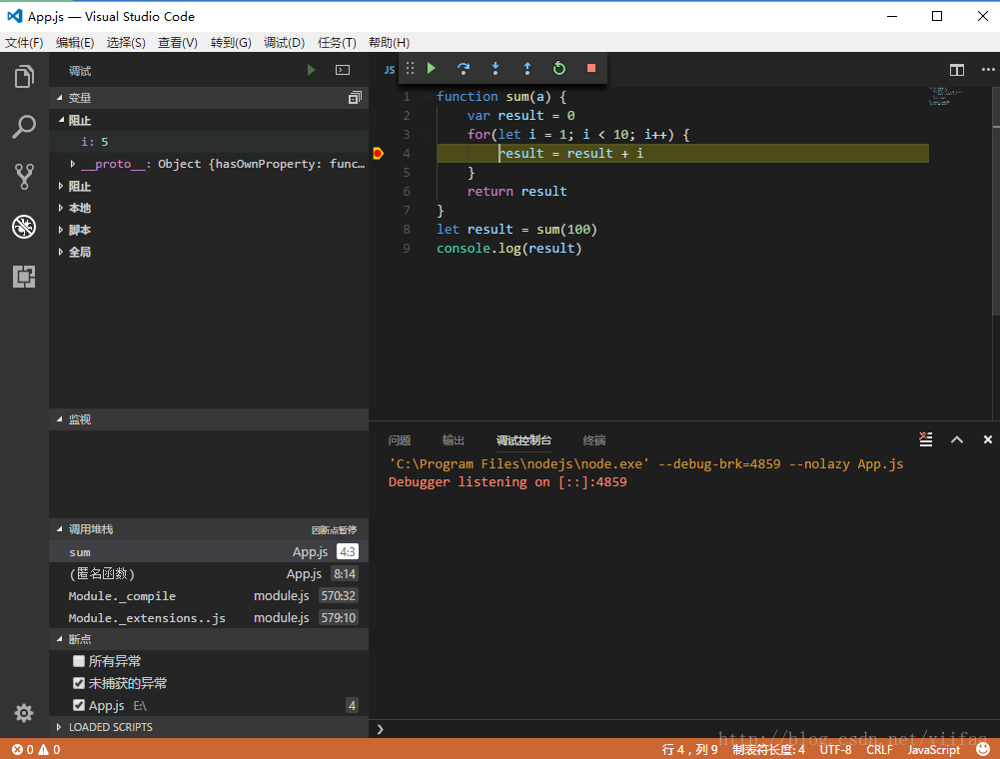 App.js — Visual Studio Code
文件(F) 编辑(E) 选择(S) 查看(V) 转到(G) 调试(D) 任务(T) 帮助(H)
调试
变量
阻止
i: 5
__proto__: Object {hasOwnProperty: func…
阻止
本地
脚本
全局
监视
调用堆栈 因断点暂停
sum App.js 4:3
(匿名函数) App.js 8:14
Module._compile module.js 570:32
Module._extensions..js module.js 579:10
断点
所有异常
未捕获的异常
App.js E:\ 4
LOADED SCRIPTS
JS
1 function sum(a) {
2 var result = 0
3 for(let i = 1; i < 10; i++) {
4 result = result + i
5 }
6 return result
7 }
8 let result = sum(100)
9 console.log(result)
问题 输出 调试控制台 终端
'C:\Program Files\nodejs\node.exe' --debug-brk=4859 --nolazy App.js
Debugger listening on [::]:4859
http://blog.csdn.net/yiifaa
0 0 行 4，列 9 制表符长度: 4 UTF-8 CRLF JavaScript